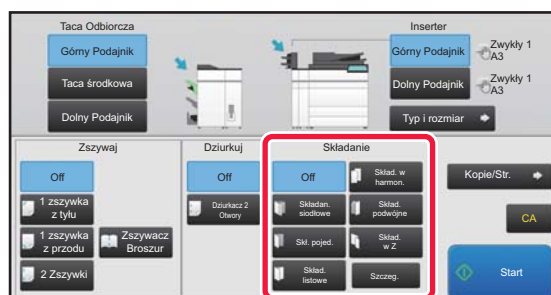 Taca Odbiorcza
Inserter
Górny Podajnik
Taca środkowa
Dolny Podajnik
Górny Podajnik
Zwykły 1
A3
Dolny Podajnik
Zwykły 1
A3
Typ i rozmiar
Zszywaj
Dziurkuj
Składanie
Off
1 zszywka
z tyłu
1 zszywka
z przodu
Zszywacz
Broszur
2 Zszywki
Off
Dziurkacz 2
Otwory
Off
Skład. w
harmon.
Składan.
siodłowe
Skład.
podwójne
Skł. pojed.
Skład.
w Z
Skład.
listowe
Szczeg.
Kopie/Str.
CA
Start